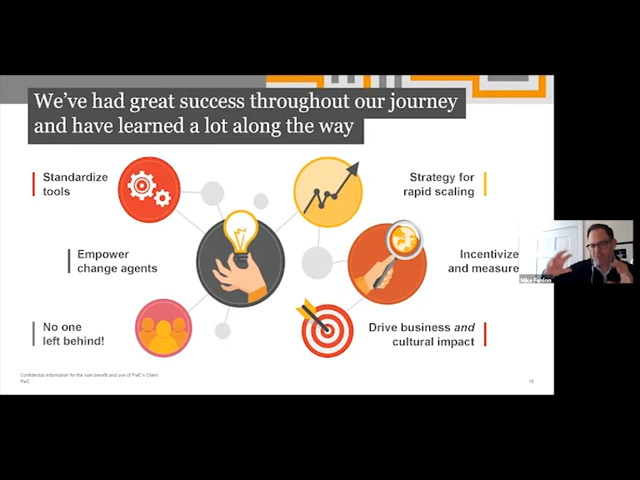 We've had great success throughout our journey
and have learned a lot along the way
Standardize
tools
Strategy for
rapid scaling
Empower
change agents
Incentivize
and measure
No one
left behind!
Drive business and
cultural impact
Confidential information for the sole benefit and use of PwC's Client
PwC